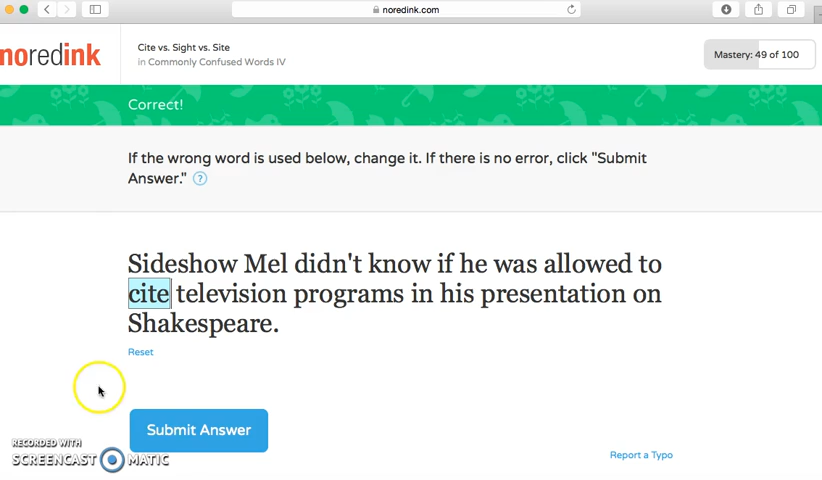 noredink.com
noredink
Cite vs. Sight vs. Site
in Commonly Confused Words IV
Mastery: 49 of 100
Correct!
If the wrong word is used below, change it. If there is no error, click "Submit
Answer." ?
Sideshow Mel didn't know if he was allowed to
cite television programs in his presentation on
Shakespeare.
Reset
Submit Answer
Report a Typo
RECORDED WITH
SCREENCAST MATIC